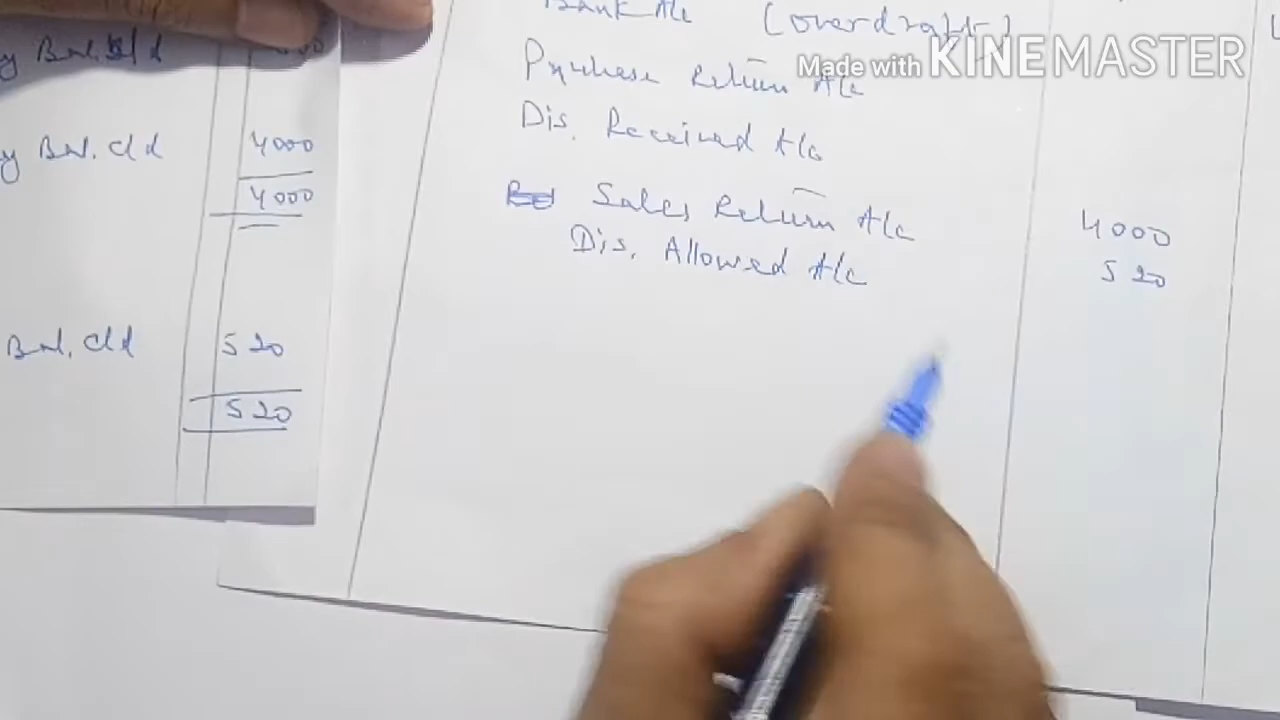 y Bal. b/d
y Bal. c/d 4000
4000
Bal. c/d 520
520
Bank A/c (overdraft)
Made with KINEMASTER
Purchase Return A/c
Dis. Received A/c
Sales Return A/c 4000
Dis. Allowed A/c 520